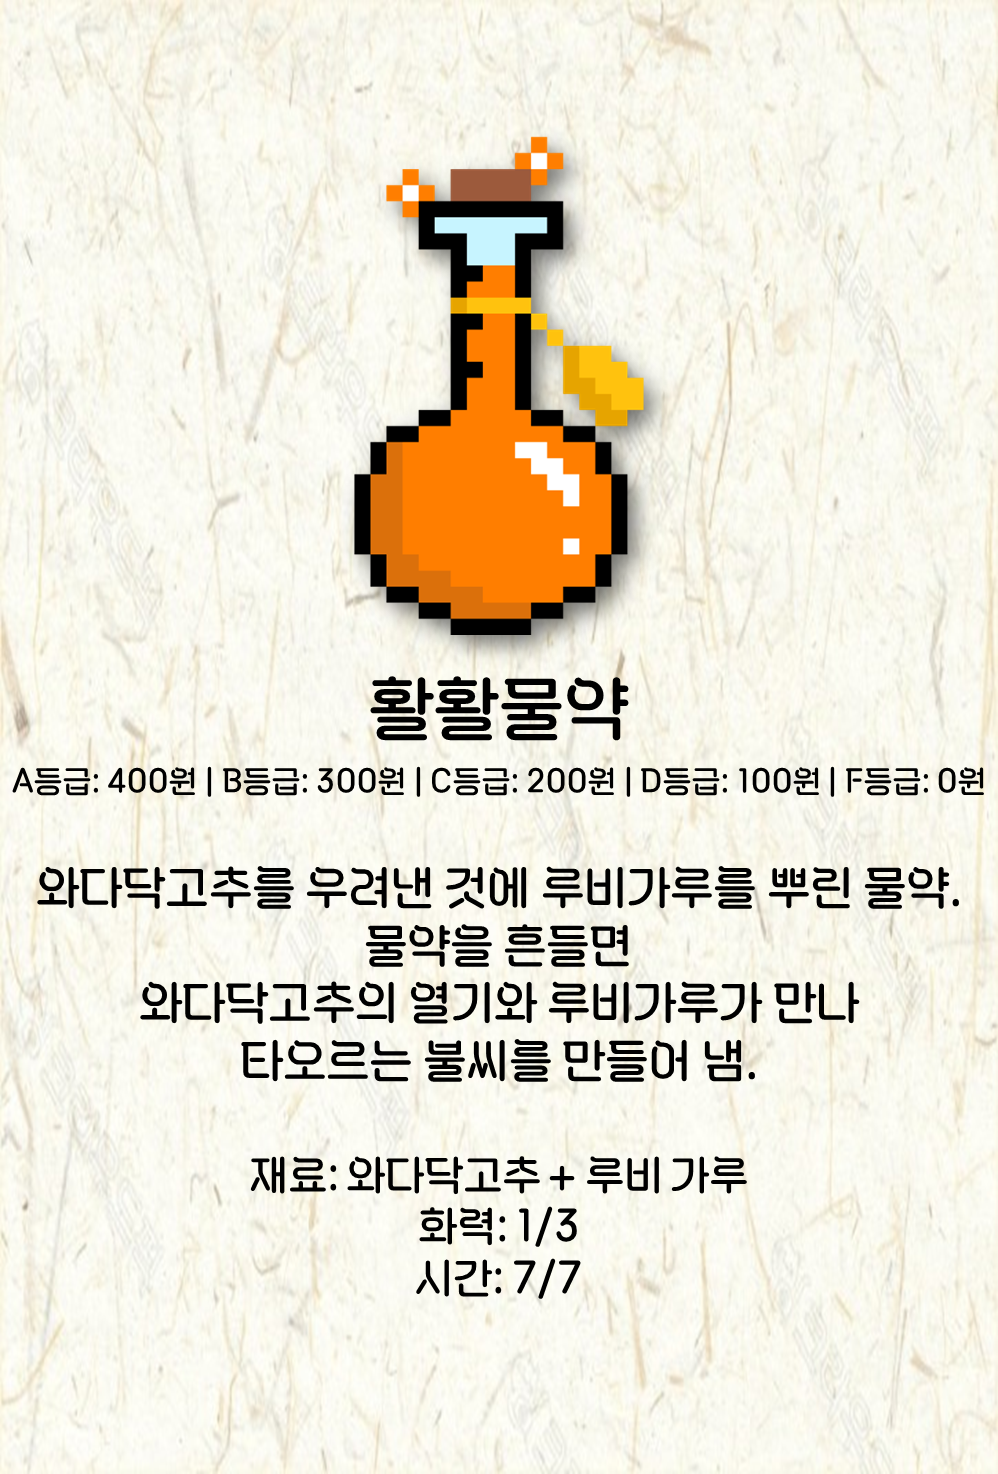 활활물약
A등급: 400원 | B등급: 300원 | C등급: 200원 | D등급: 100원 | F등급: 0원
와다닥고추를 우려낸 것에 루비가루를 뿌린 물약.
물약을 흔들면
와다닥고추의 열기와 루비가루가 만나
타오르는 불씨를 만들어 냄.
재료: 와다닥고추 + 루비 가루
화력: 1/3
시간: 7/7